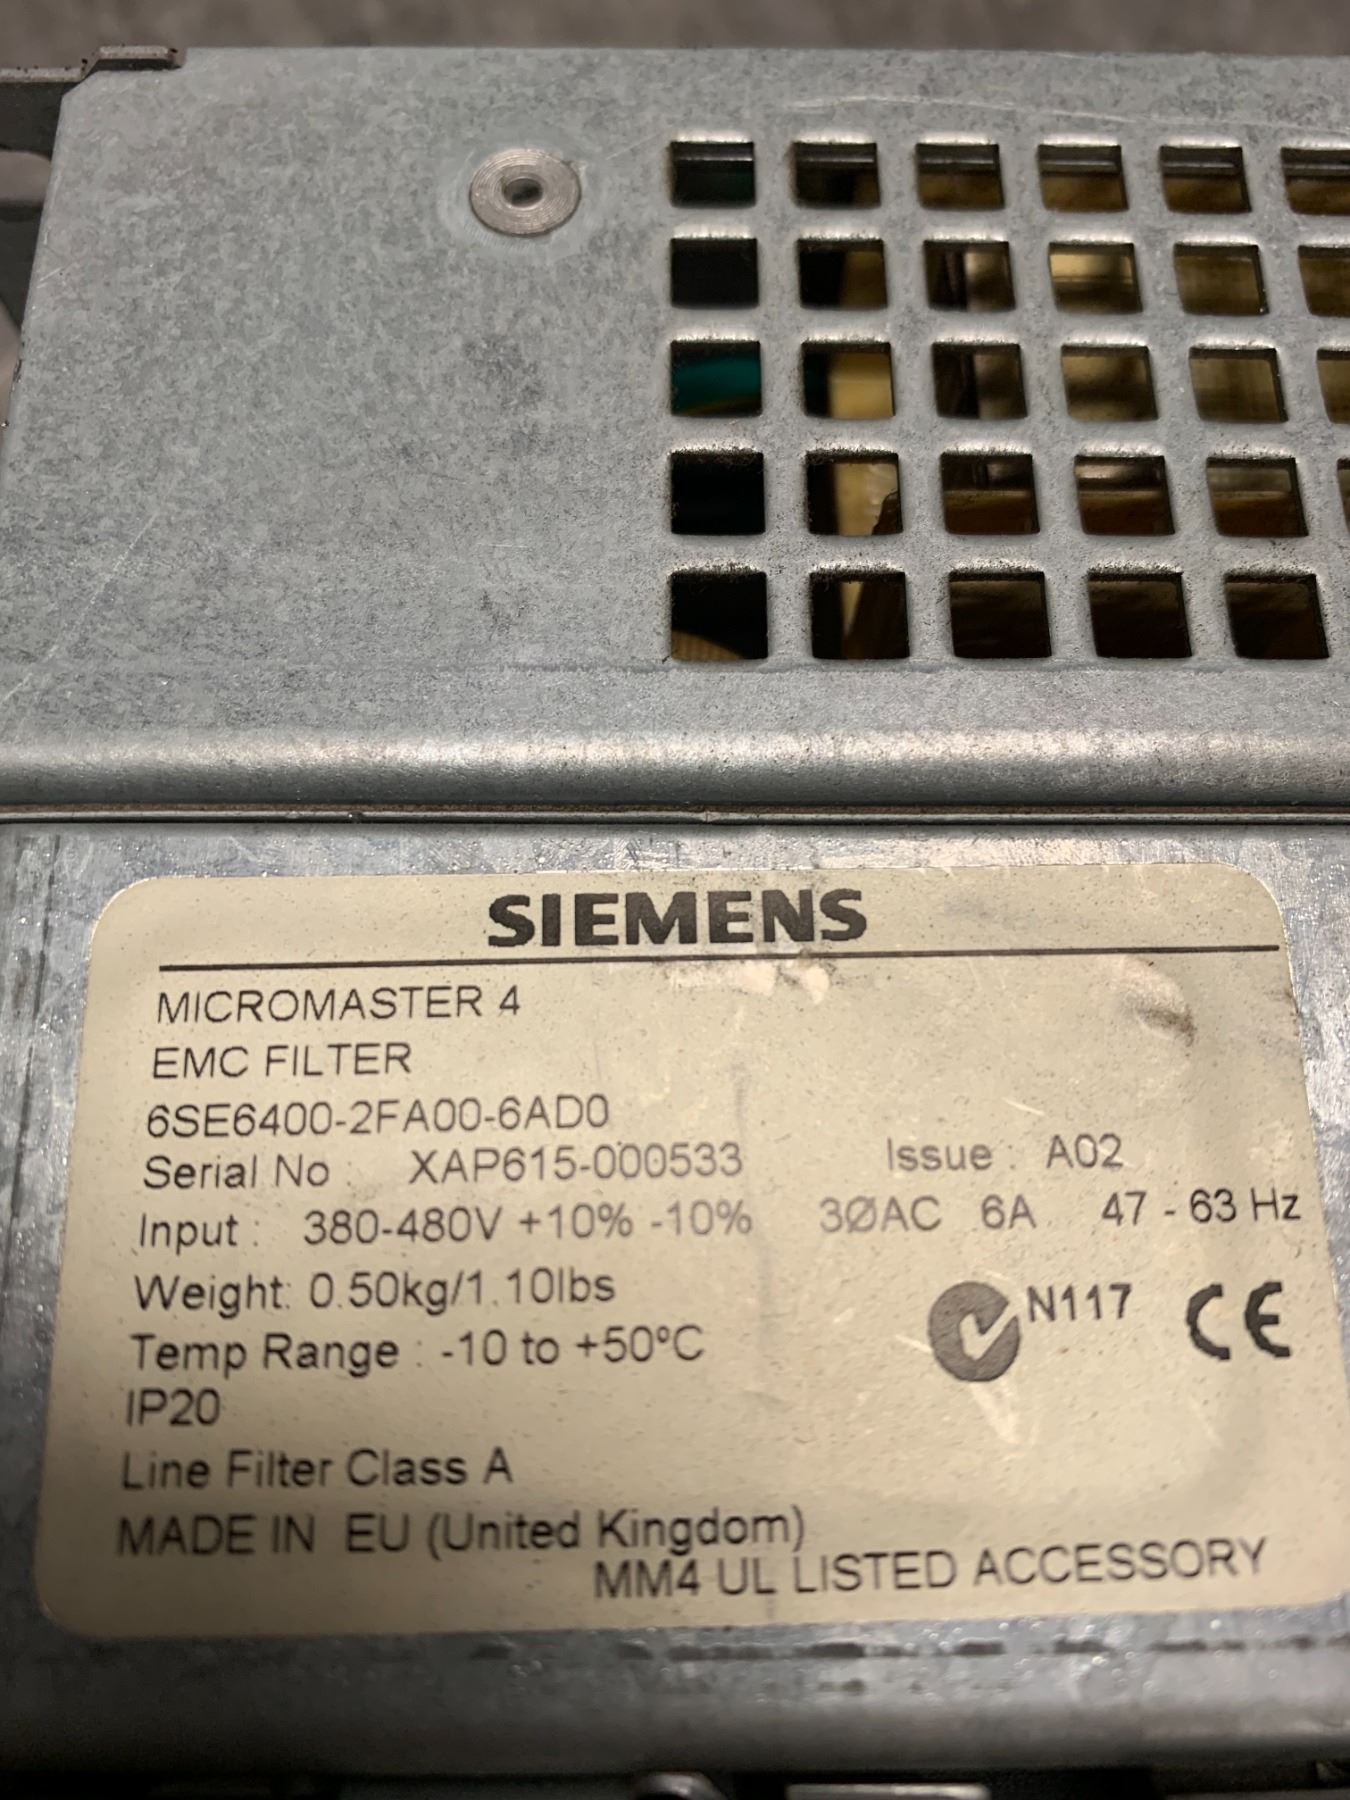 SIEMENS
MICROMASTER 4
EMC FILTER
6SE6400-2FA00-6AD0
Serial No : XAP615-000533 Issue : A02
Input : 380-480V +10% -10% 3ØAC 6A 47 - 63 Hz
Weight: 0.50kg/1.10lbs
N117 CE
Temp Range : -10 to +50ºC
IP20
Line Filter Class A
MADE IN EU (United Kingdom)
MM4 UL LISTED ACCESSORY